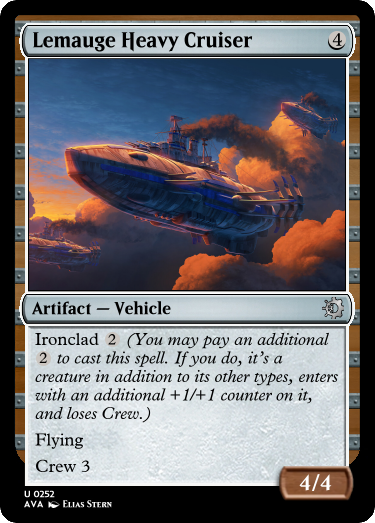 Lemauge Heavy Cruiser 4
Artifact — Vehicle
Ironclad 2 (You may pay an additional
2 to cast this spell. If you do, it's a
creature in addition to its other types, enters
with an additional +1/+1 counter on it,
and loses Crew.)
Flying
Crew 3
4/4
U 0252
AVA Elias Stern